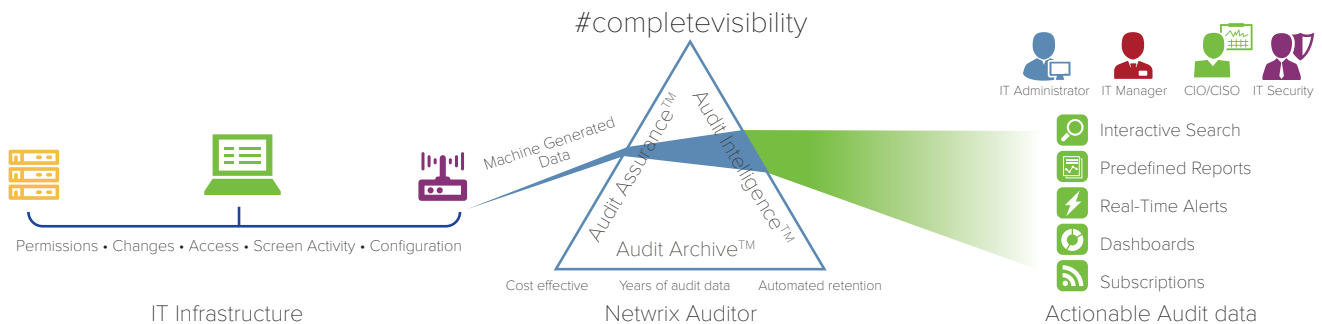 #completevisibility
IT Administrator
IT Manager
CIO/CISO
IT Security
Machine Generated
Data
Audit Assurance™
Audit Intelligence™
Audit Archive™
Interactive Search
Predefined Reports
Real-Time Alerts
Dashboards
Subscriptions
Permissions • Changes • Access • Screen Activity • Configuration
Cost effective
Years of audit data
Automated retention
IT Infrastructure
Netwrix Auditor
Actionable Audit data